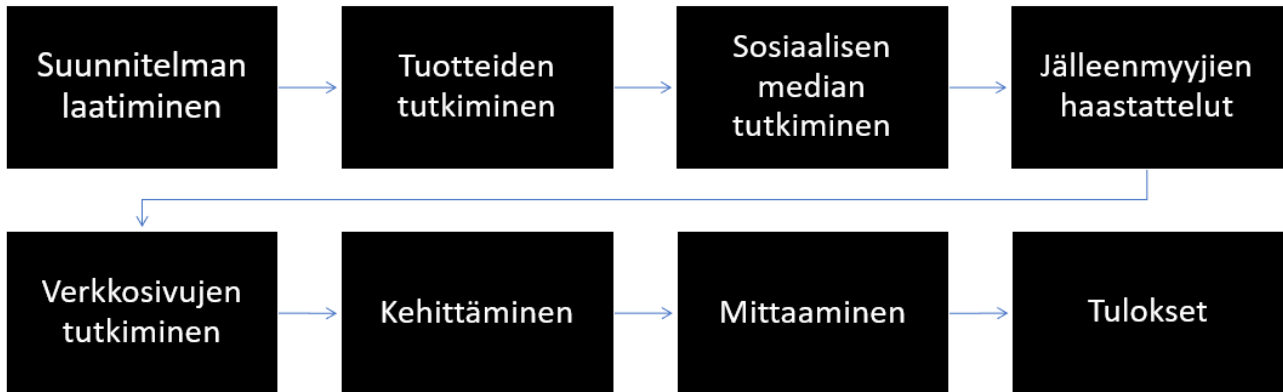 Suunnitelman
laatiminen
Tuotteiden
tutkiminen
Sosiaalisen
median
tutkiminen
Jälleenmyyjien
haastattelut
Verkkosivujen
tutkiminen
Kehittäminen
Mittaaminen
Tulokset